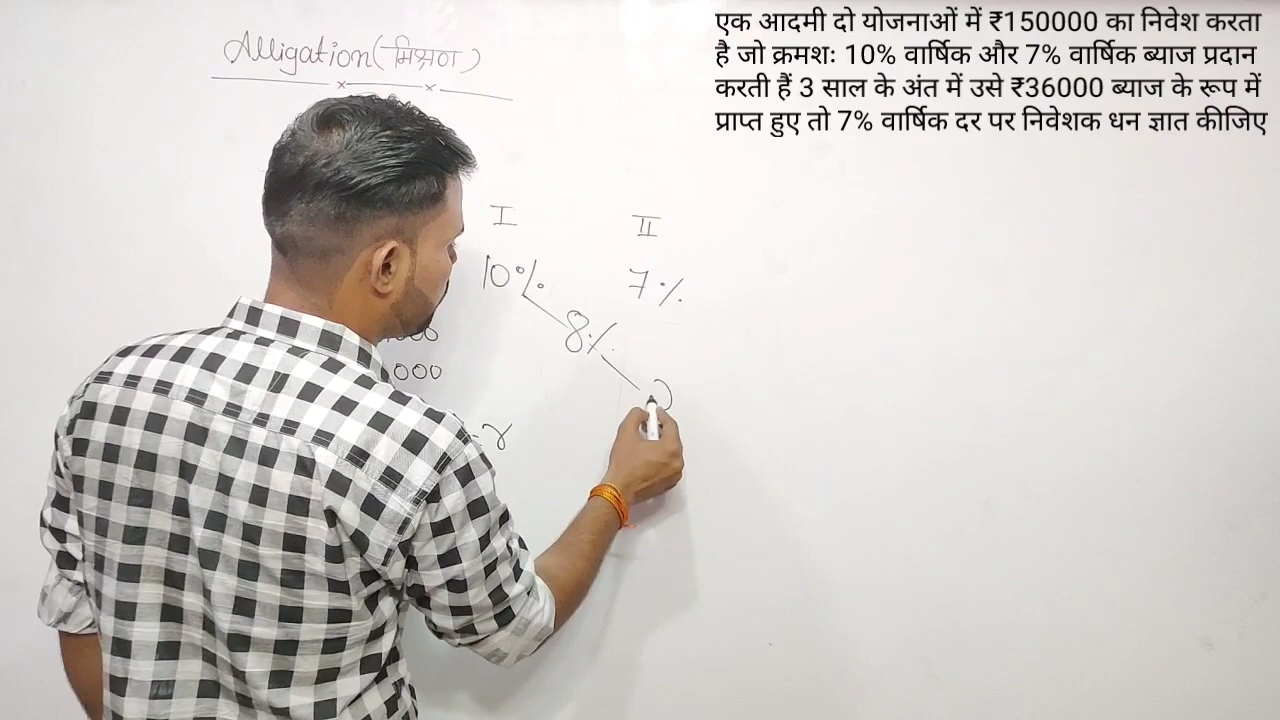 एक आदमी दो योजनाओं में ₹150000 का निवेश करता
है जो क्रमशः 10% वार्षिक और 7% वार्षिक ब्याज प्रदान
करती हैं 3 साल के अंत में उसे ₹36000 ब्याज के रूप में
प्राप्त हुए तो 7% वार्षिक दर पर निवेशक धन ज्ञात कीजिए
Alligation (मिश्रण)
I II
10% 7%
8%
000